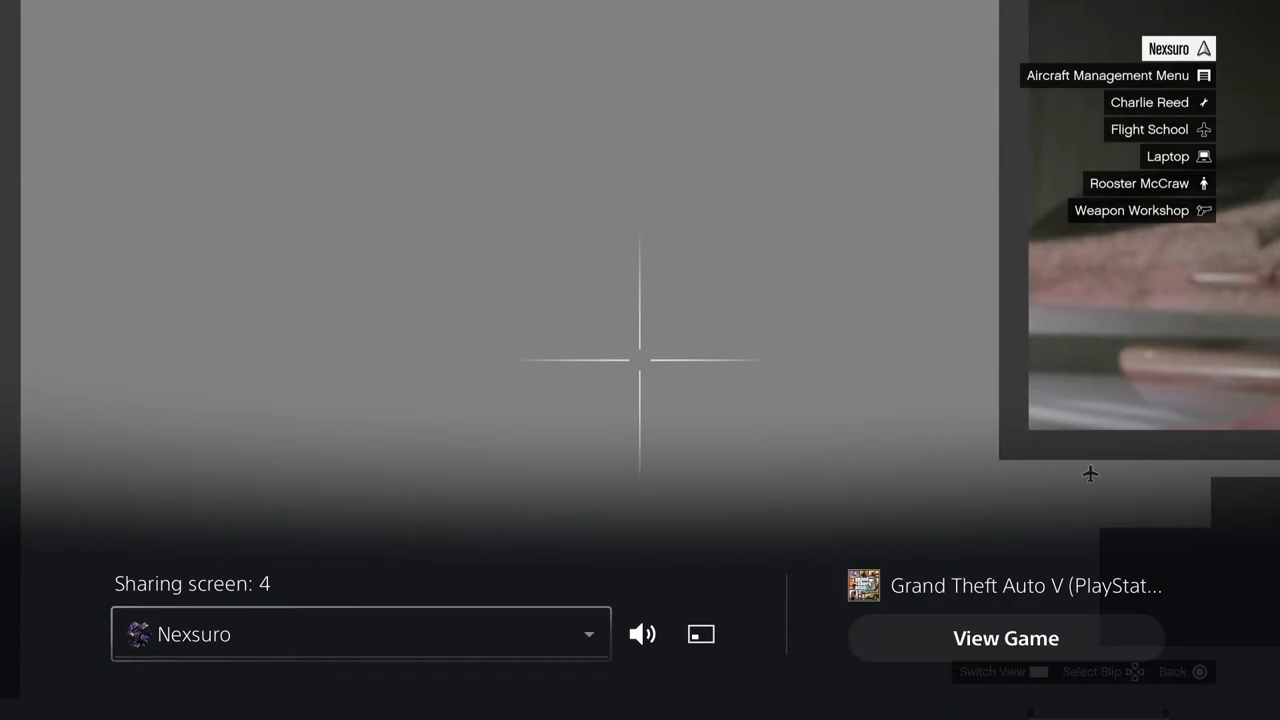 Nexsuro
Aircraft Management Menu
Charlie Reed
Flight School
Laptop
Rooster McCraw
Weapon Workshop
Sharing screen: 4
Nexsuro
Grand Theft Auto V (PlayStat...
View Game
Switch View Select Blip Back